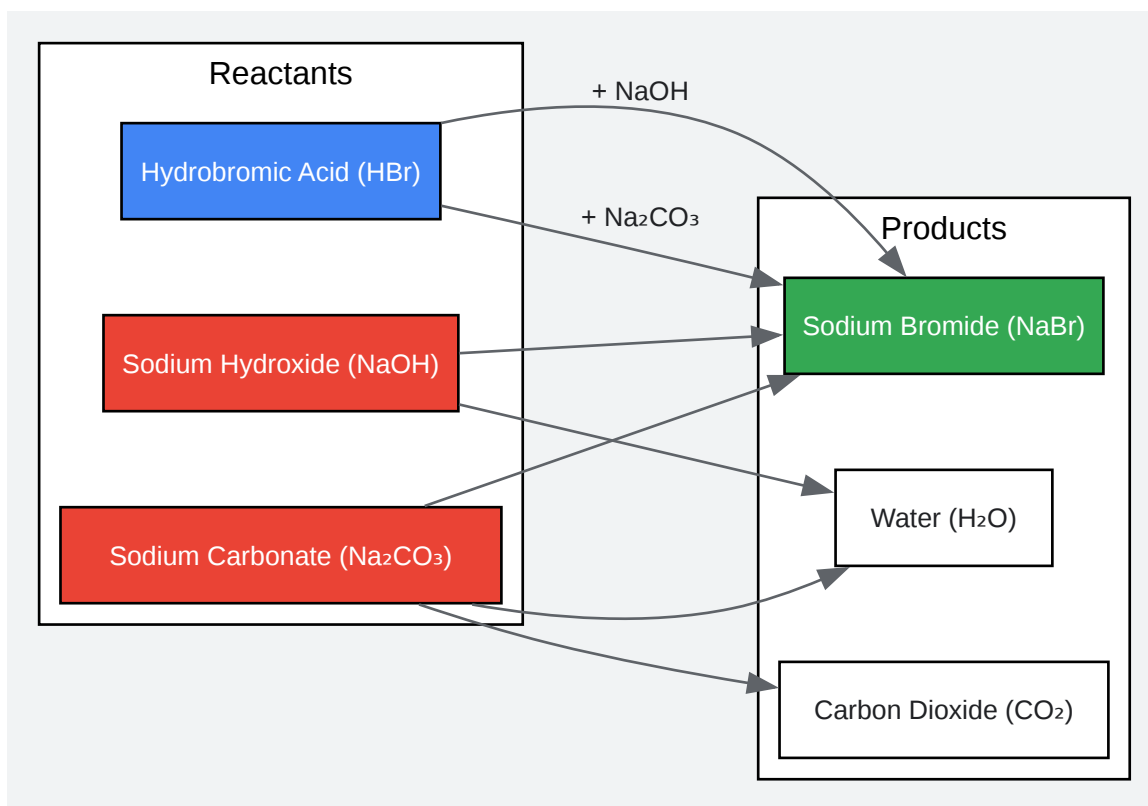 Reactants
+ NaOH
Hydrobromic Acid (HBr)
+ Na₂CO₃
Products
Sodium Bromide (NaBr)
Sodium Hydroxide (NaOH)
Water (H₂O)
Sodium Carbonate (Na₂CO₃)
Carbon Dioxide (CO₂)